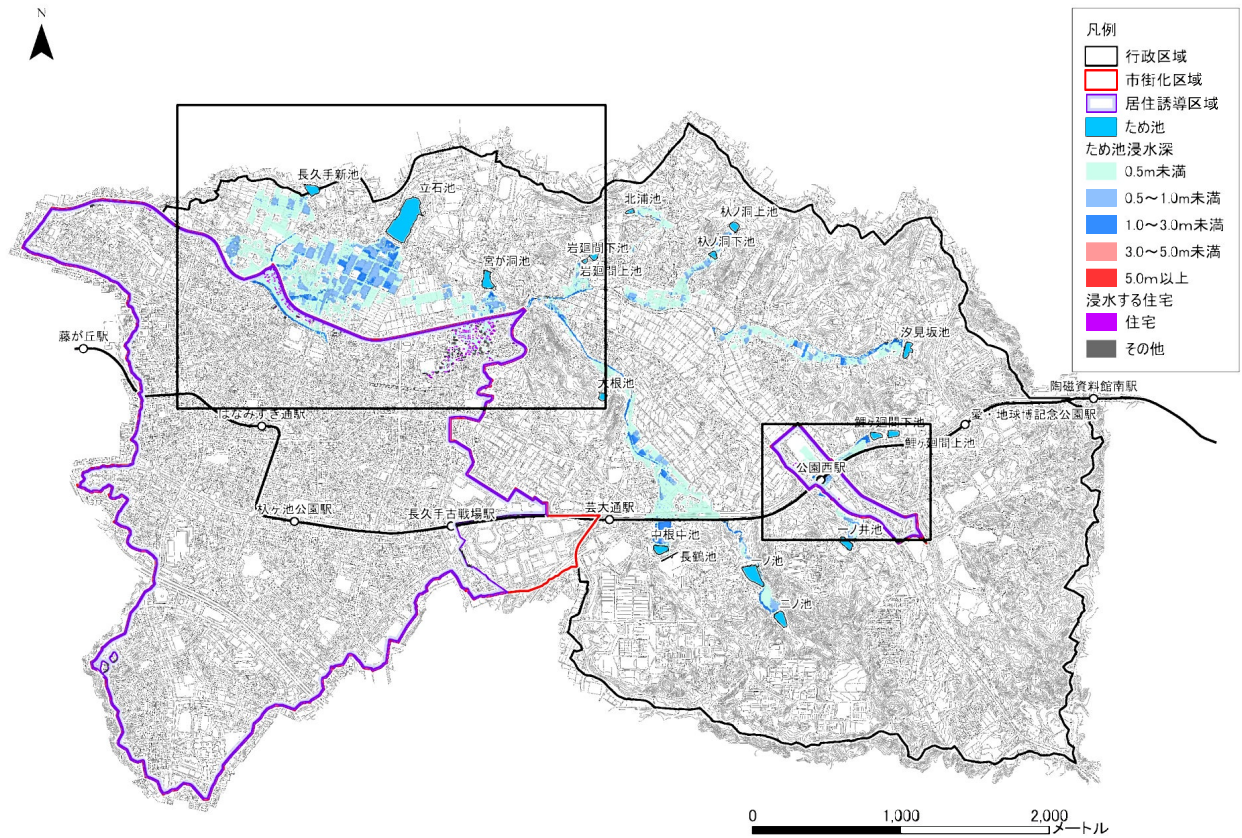 N
凡例
行政区域
市街化区域
居住誘導区域
ため池
ため池浸水深
0.5m未満
0.5~1.0m未満
1.0~3.0m未満
3.0~5.0m未満
5.0m以上
浸水する住宅
住宅
その他
長久手新池
立石池
北浦池
杁ノ洞上池
杁ノ洞下池
岩廻間下池
岩廻間上池
宮が洞池
藤が丘駅
汐見坂池
大根池
陶磁資料館南駅
はなみずき通駅
愛・地球博記念公園駅
鯉ヶ廻間下池
鯉ヶ廻間上池
公園西駅
杁ヶ池公園駅
長久手古戦場駅
芸大通駅
一ノ井池
中根中池
長鶴池
二ノ池
0
1,000
2,000
メートル